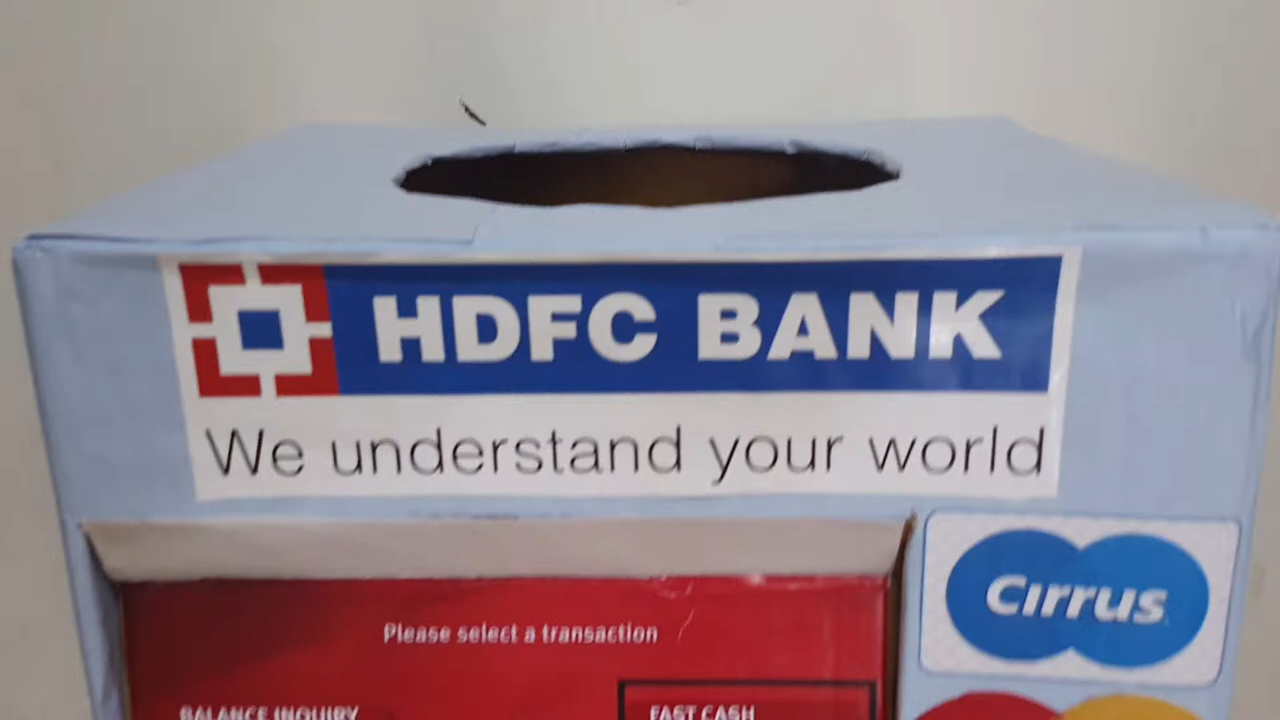 HDFC BANK
We understand your world
Cirrus
Please select a transaction
BALANCE INQUIRY
FAST CASH